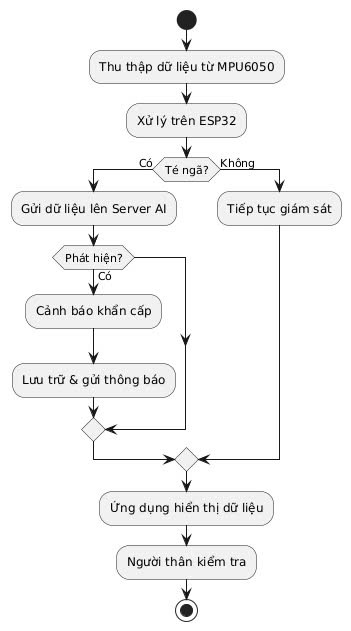 Thu thập dữ liệu từ MPU6050
Xử lý trên ESP32
Có
Té ngã?
Không
Gửi dữ liệu lên Server AI
Tiếp tục giám sát
Phát hiện?
Có
Cảnh báo khẩn cấp
Lưu trữ & gửi thông báo
Ứng dụng hiển thị dữ liệu
Người thân kiểm tra